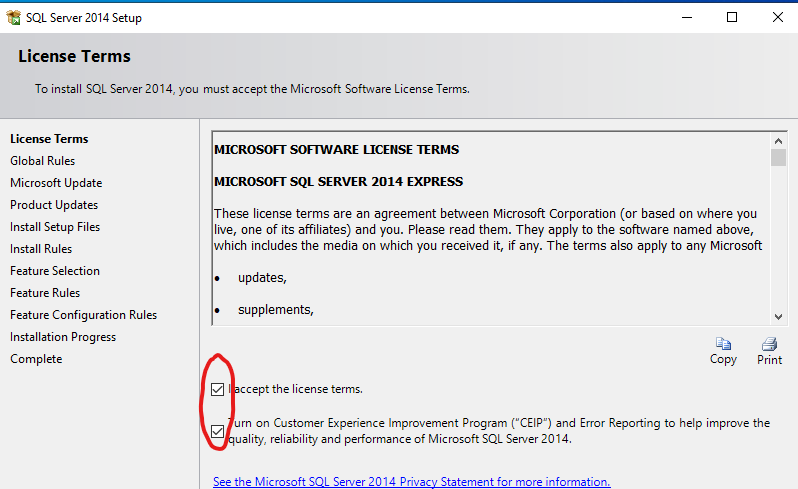 SQL Server 2014 Setup
License Terms
To install SQL Server 2014, you must accept the Microsoft Software License Terms.
License Terms
Global Rules
Microsoft Update
Product Updates
Install Setup Files
Install Rules
Feature Selection
Feature Rules
Feature Configuration Rules
Installation Progress
Complete
MICROSOFT SOFTWARE LICENSE TERMS
MICROSOFT SQL SERVER 2014 EXPRESS
These license terms are an agreement between Microsoft Corporation (or based on where you
live, one of its affiliates) and you. Please read them. They apply to the software named above,
which includes the media on which you received it, if any. The terms also apply to any Microsoft
• updates,
• supplements,
Copy
Print
I accept the license terms.
Turn on Customer Experience Improvement Program ("CEIP") and Error Reporting to help improve the
quality, reliability and performance of Microsoft SQL Server 2014.
See the Microsoft SQL Server 2014 Privacy Statement for more information.